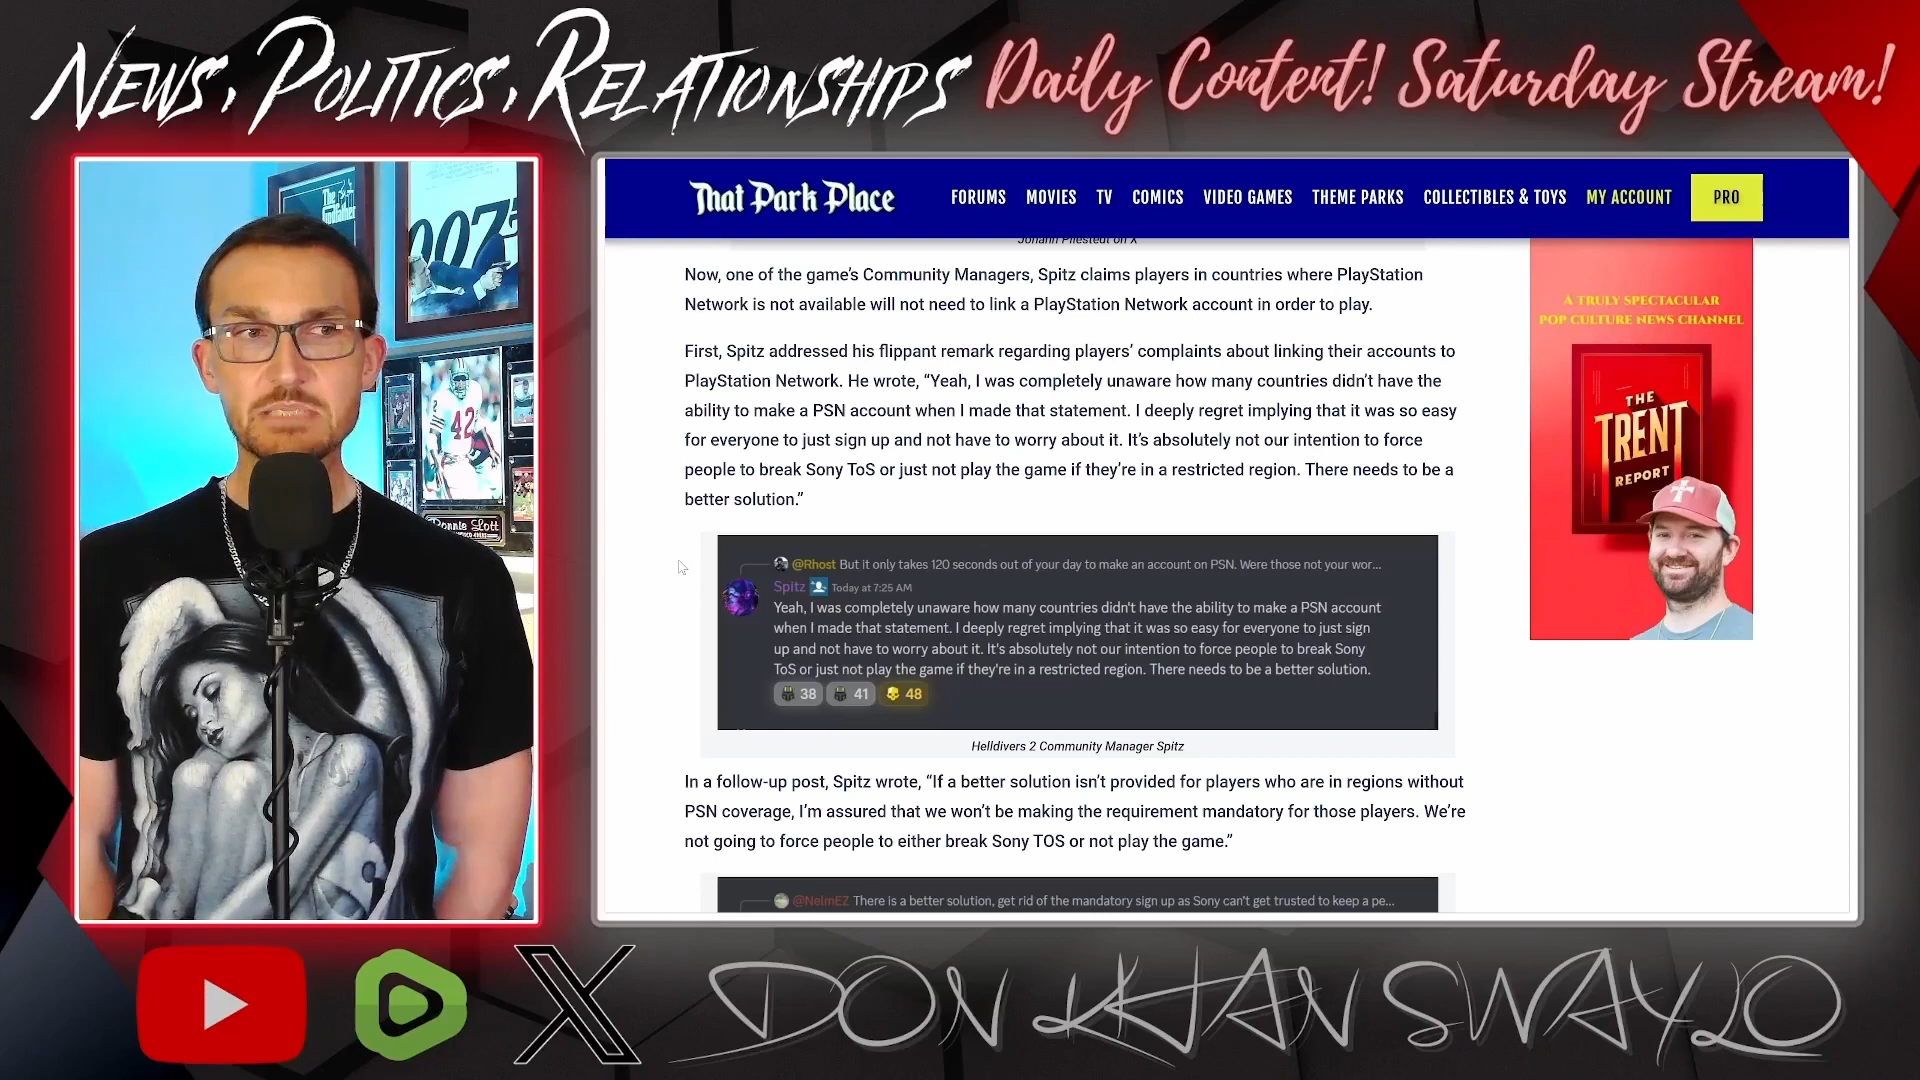 NEWS, POLITICS, RELATIONSHIPS
Daily Content! Saturday Stream!
The
Godfather
007
42
Ronnie Lott
That Park Place
FORUMS MOVIES TV COMICS VIDEO GAMES THEME PARKS COLLECTIBLES & TOYS MY ACCOUNT PRO
Johann Pilestedt on X
Now, one of the game's Community Managers, Spitz claims players in countries where PlayStation
Network is not available will not need to link a PlayStation Network account in order to play.
First, Spitz addressed his flippant remark regarding players' complaints about linking their accounts to
PlayStation Network. He wrote, “Yeah, I was completely unaware how many countries didn't have the
ability to make a PSN account when I made that statement. I deeply regret implying that it was so easy
for everyone to just sign up and not have to worry about it. It's absolutely not our intention to force
people to break Sony ToS or just not play the game if they're in a restricted region. There needs to be a
better solution.”
@Rhost But it only takes 120 seconds out of your day to make an account on PSN. Were those not your wor...
Spitz Today at 7:25 AM
Yeah, I was completely unaware how many countries didn't have the ability to make a PSN account
when I made that statement. I deeply regret implying that it was so easy for everyone to just sign
up and not have to worry about it. It's absolutely not our intention to force people to break Sony
ToS or just not play the game if they're in a restricted region. There needs to be a better solution.
38 41 48
Helldivers 2 Community Manager Spitz
In a follow-up post, Spitz wrote, “If a better solution isn't provided for players who are in regions without
PSN coverage, I'm assured that we won't be making the requirement mandatory for those players. We're
not going to force people to either break Sony TOS or not play the game.”
@NelmEZ There is a better solution, get rid of the mandatory sign up as Sony can't get trusted to keep a pe...
A TRULY SPECTACULAR
POP CULTURE NEWS CHANNEL
THE
TRENT
REPORT
X
DON KHAN SWAYLO